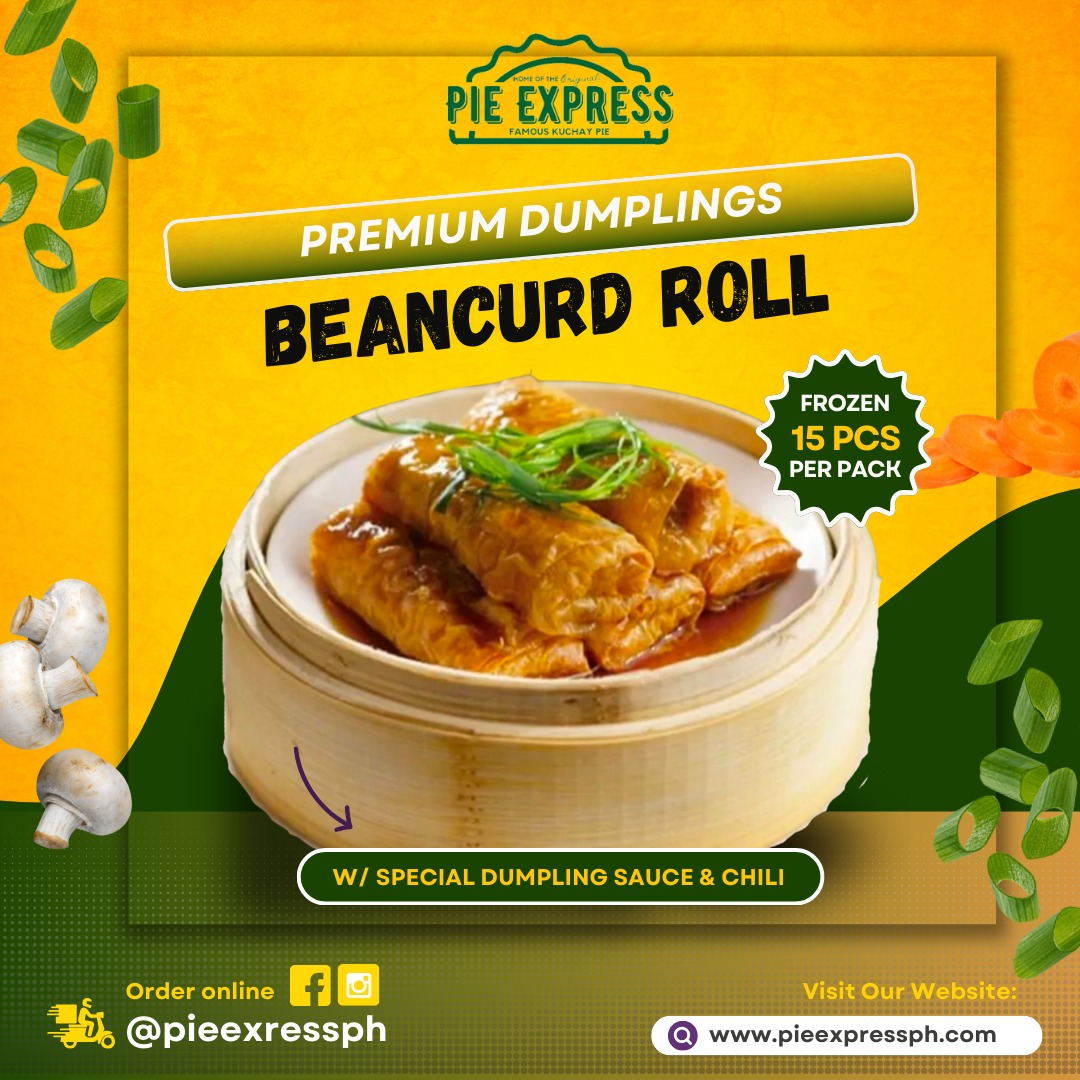 HOME OF THE Original
PIE EXPRESS
FAMOUS KUCHAY PIE
PREMIUM DUMPLINGS
BEANCURD ROLL
FROZEN
15 PCS
PER PACK
W/ SPECIAL DUMPLING SAUCE & CHILI
Order online
@pieexressph
Visit Our Website:
www.pieexpressph.com